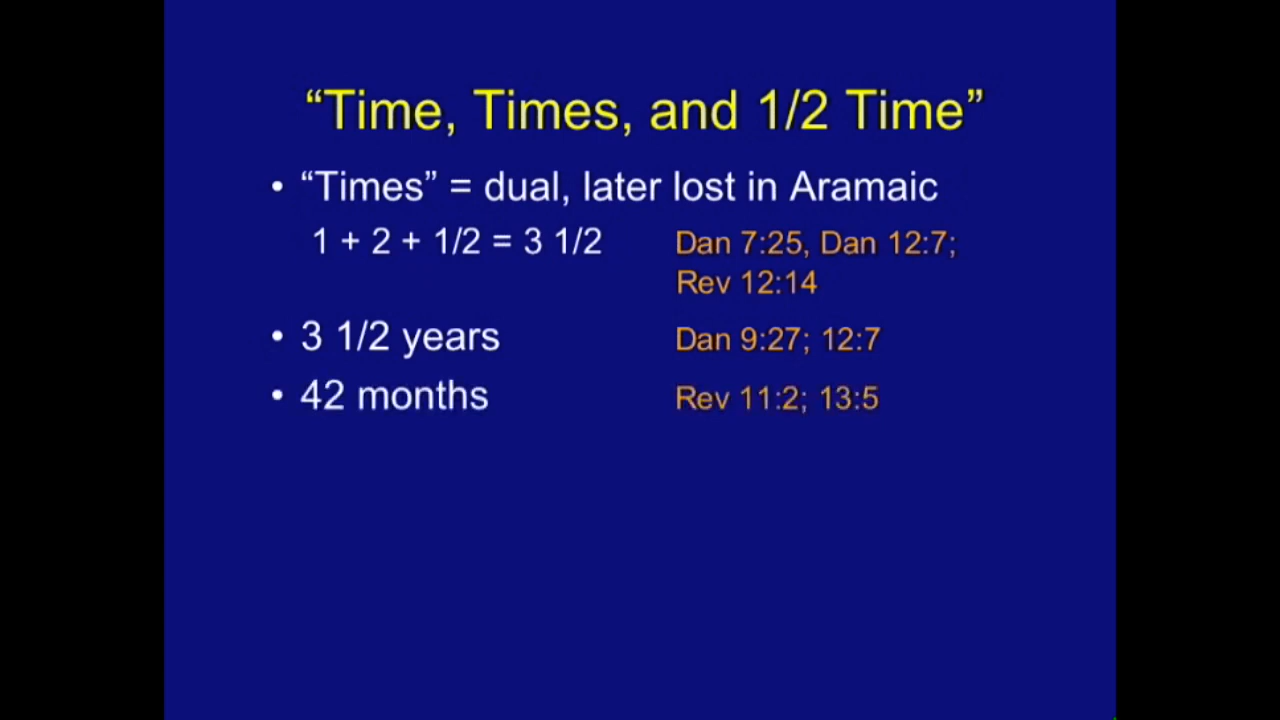 “Time, Times, and 1/2 Time”
• “Times” = dual, later lost in Aramaic
1 + 2 + 1/2 = 3 1/2 Dan 7:25, Dan 12:7;
Rev 12:14
• 3 1/2 years Dan 9:27; 12:7
• 42 months Rev 11:2; 13:5